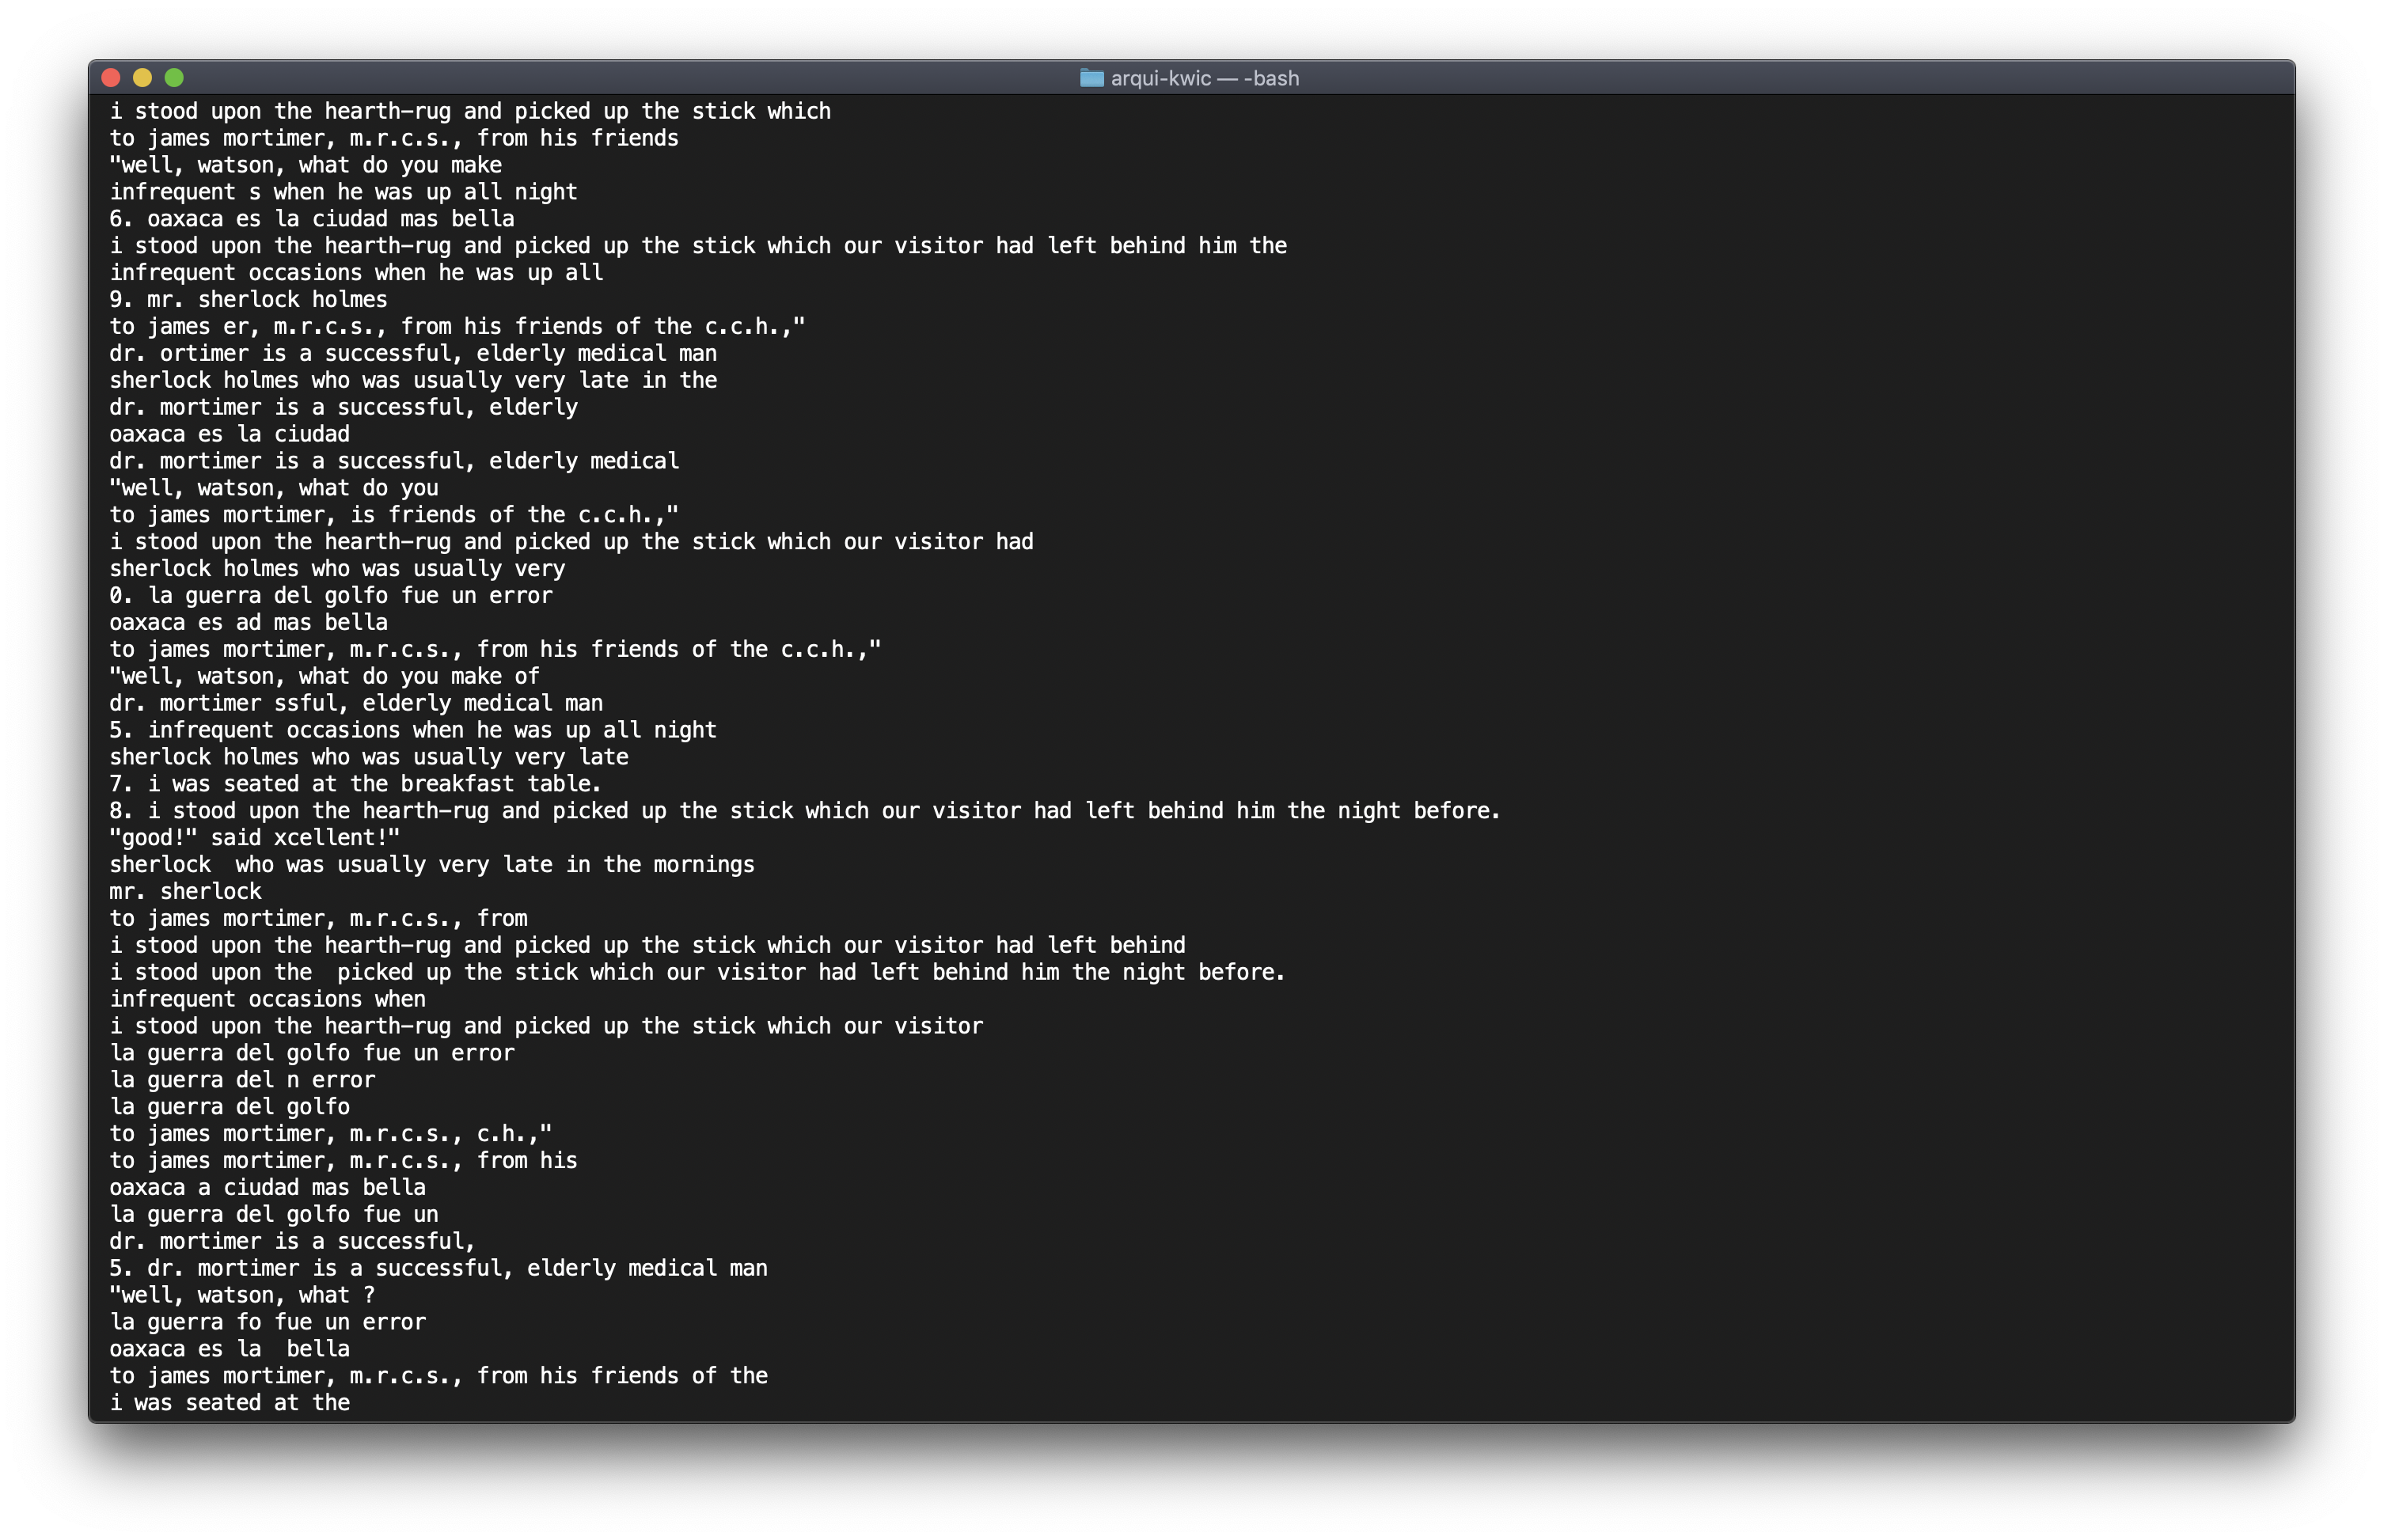 arqui-kwic — -bash
i stood upon the hearth-rug and picked up the stick which
to james mortimer, m.r.c.s., from his friends
"well, watson, what do you make
infrequent s when he was up all night
6. oaxaca es la ciudad mas bella
i stood upon the hearth-rug and picked up the stick which our visitor had left behind him the
infrequent occasions when he was up all
9. mr. sherlock holmes
to james er, m.r.c.s., from his friends of the c.c.h.,"
dr. ortimer is a successful, elderly medical man
sherlock holmes who was usually very late in the
dr. mortimer is a successful, elderly
oaxaca es la ciudad
dr. mortimer is a successful, elderly medical
"well, watson, what do you
to james mortimer, is friends of the c.c.h.,"
i stood upon the hearth-rug and picked up the stick which our visitor had
sherlock holmes who was usually very
0. la guerra del golfo fue un error
oaxaca es ad mas bella
to james mortimer, m.r.c.s., from his friends of the c.c.h.,"
"well, watson, what do you make of
dr. mortimer ssful, elderly medical man
5. infrequent occasions when he was up all night
sherlock holmes who was usually very late
7. i was seated at the breakfast table.
8. i stood upon the hearth-rug and picked up the stick which our visitor had left behind him the night before.
"good!" said xcellent!"
sherlock  who was usually very late in the mornings
mr. sherlock
to james mortimer, m.r.c.s., from
i stood upon the hearth-rug and picked up the stick which our visitor had left behind
i stood upon the  picked up the stick which our visitor had left behind him the night before.
infrequent occasions when
i stood upon the hearth-rug and picked up the stick which our visitor
la guerra del golfo fue un error
la guerra del n error
la guerra del golfo
to james mortimer, m.r.c.s., c.h.,"
to james mortimer, m.r.c.s., from his
oaxaca a ciudad mas bella
la guerra del golfo fue un
dr. mortimer is a successful,
5. dr. mortimer is a successful, elderly medical man
"well, watson, what ?
la guerra fo fue un error
oaxaca es la  bella
to james mortimer, m.r.c.s., from his friends of the
i was seated at the